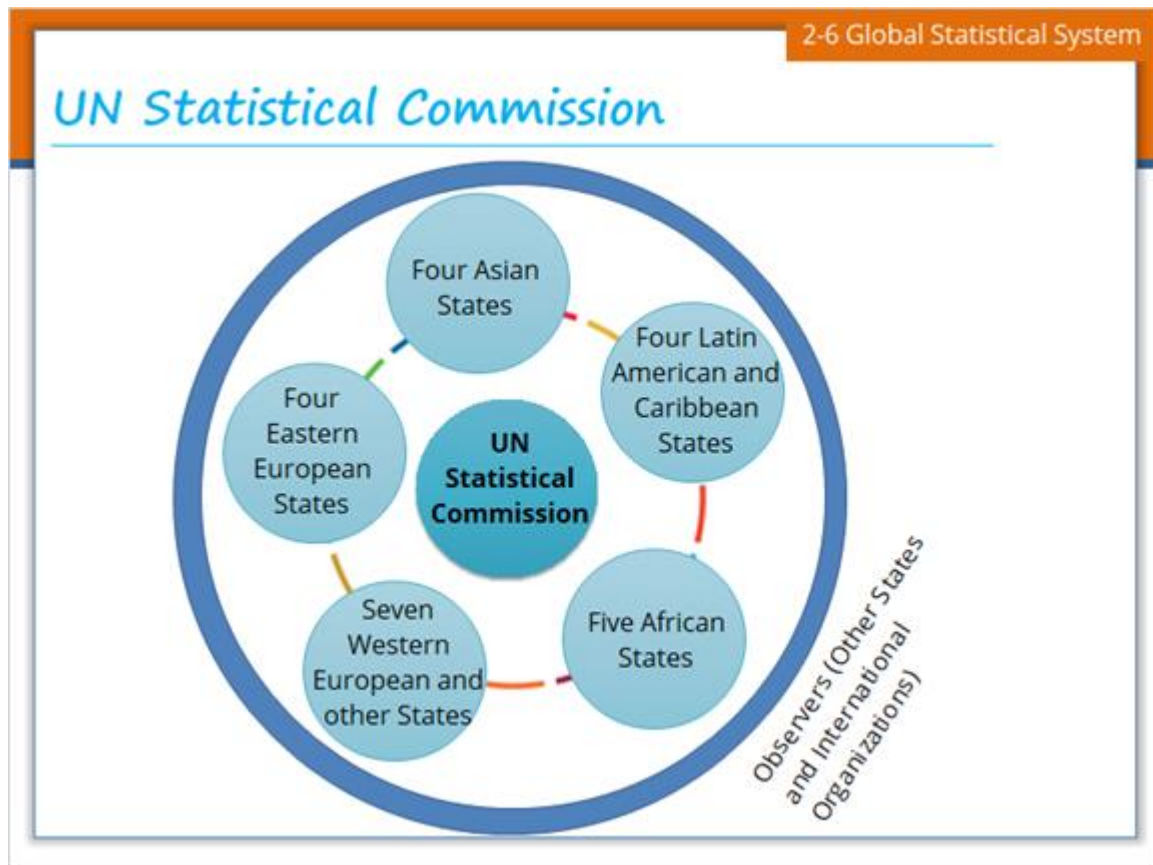 2-6 Global Statistical System
UN Statistical Commission
Four Asian
States
Four Latin
American and
Caribbean
States
Four
Eastern
European
States
UN
Statistical
Commission
Five African
States
Seven
Western
European and
other States
Observers (Other States
and International
Organizations)